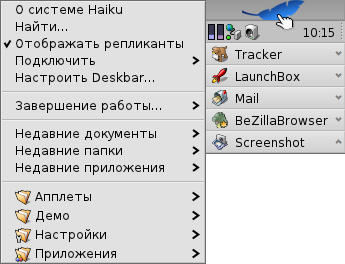 О системе Haiku
Найти...
Отображать репликанты
Подключить
Настроить Deskbar...
Завершение работы...
Недавние документы
Недавние папки
Недавние приложения
Апплеты
Демо
Настройки
Приложения
10:15
Tracker
LaunchBox
Mail
BeZillaBrowser
Screenshot